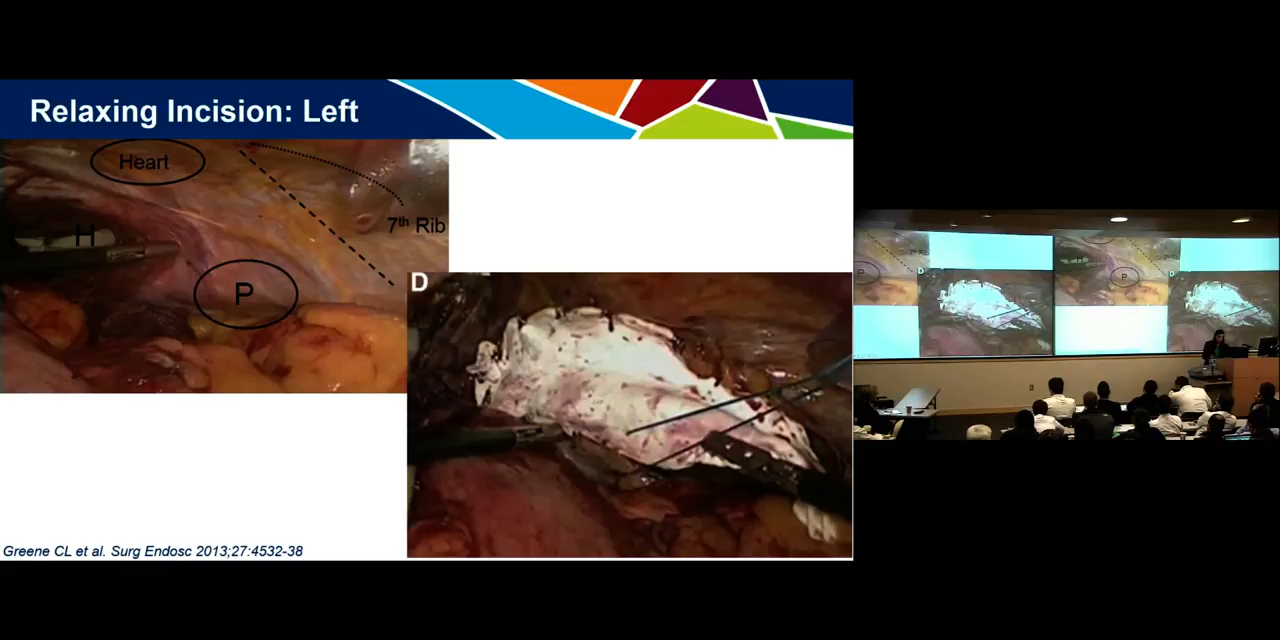 Relaxing Incision: Left
Heart
7th Rib
H
P
D
Greene CL et al. Surg Endosc 2013;27:4532-38